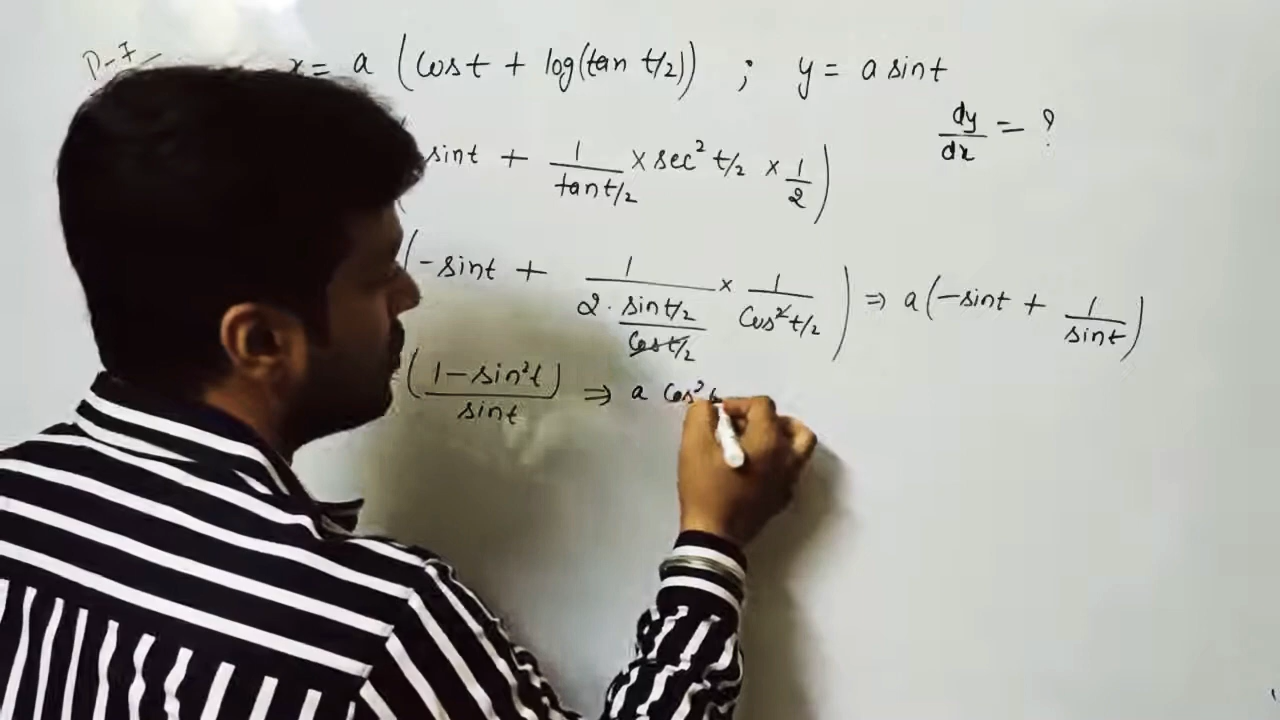 P-7 x = a (cost + log(tan t/2)) ; y = a sint
dy/dx = ?
sint + 1/tant/2 × sec² t/2 × 1/2)
(-sint + 1/(2 · sint/2/cost/2) × 1/cos²t/2) ⇒ a(-sint + 1/sint)
(1 - sin²t/sint) ⇒ a cos² t